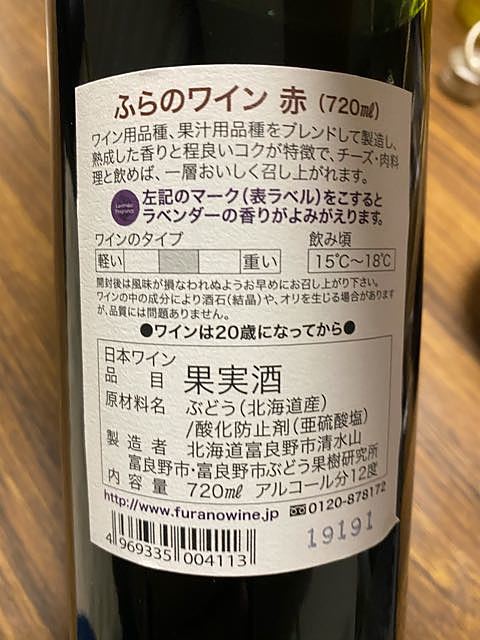 ふらのワイン 赤 (720㎖)
ワイン用品種、果汁用品種をブレンドして製造し、
熟成した香りと程良いコクが特徴で、チーズ・肉料
理と飲めば、一層おいしく召し上がれます。
左記のマーク(表ラベル)をこすると
ラベンダーの香りがよみがえります。
ワインのタイプ 飲み頃
軽い 重い 15℃〜18℃
開封後は風味が損なわれぬようお早めにお召し上がり下さい。
ワインの中の成分により酒石(結晶)や、オリを生じる場合があります
が、品質には問題ありません。
●ワインは20歳になってから●
日本ワイン
品目 果実酒
原材料名 ぶどう(北海道産)
/酸化防止剤(亜硫酸塩)
製造者 北海道富良野市清水山
富良野市・富良野市ぶどう果樹研究所
内容量 720㎖ アルコール分12度
http://www.furanowine.jp 0120-878172
4 969335 004113
19191